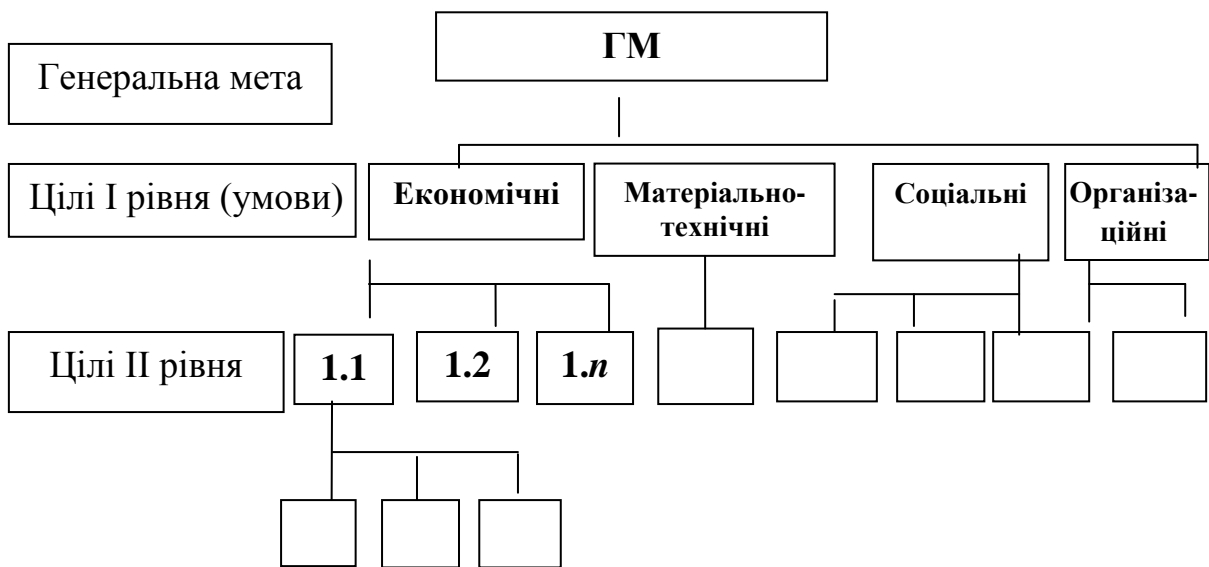 ГМ
Генеральна мета
Цілі І рівня (умови)
Економічні
Матеріально-
технічні
Соціальні
Організа-
ційні
Цілі ІІ рівня
1.1
1.2
1.n